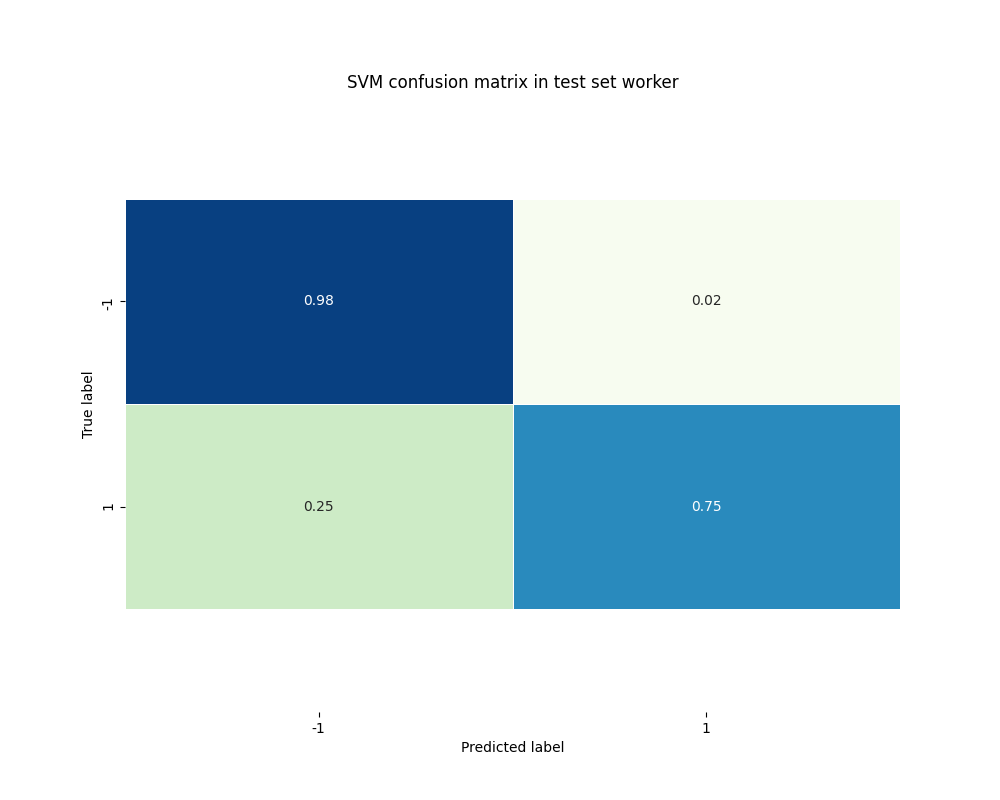 SVM confusion matrix in test set worker
-1
0.98
0.02
True label
1
0.25
0.75
-1
1
Predicted label